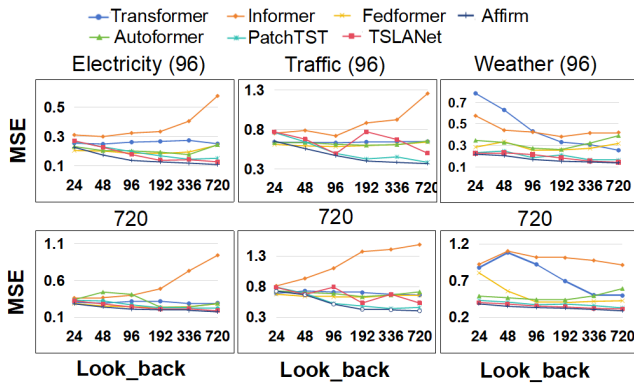 Transformer Informer Fedformer Affirm
Autoformer PatchTST TSLANet
Electricity (96) Traffic (96) Weather (96)
MSE
0.5
0.3
0.1
24 48 96 192 336 720
1.3
0.8
0.3
24 48 96 192 336 720
0.7
0.5
0.3
0.1
24 48 96 192 336 720
720 720 720
MSE
1.1
0.6
0.1
24 48 96 192 336 720
1.3
0.8
0.3
24 48 96 192 336 720
1.2
0.7
0.2
24 48 96 192 336 720
Look_back Look_back Look_back